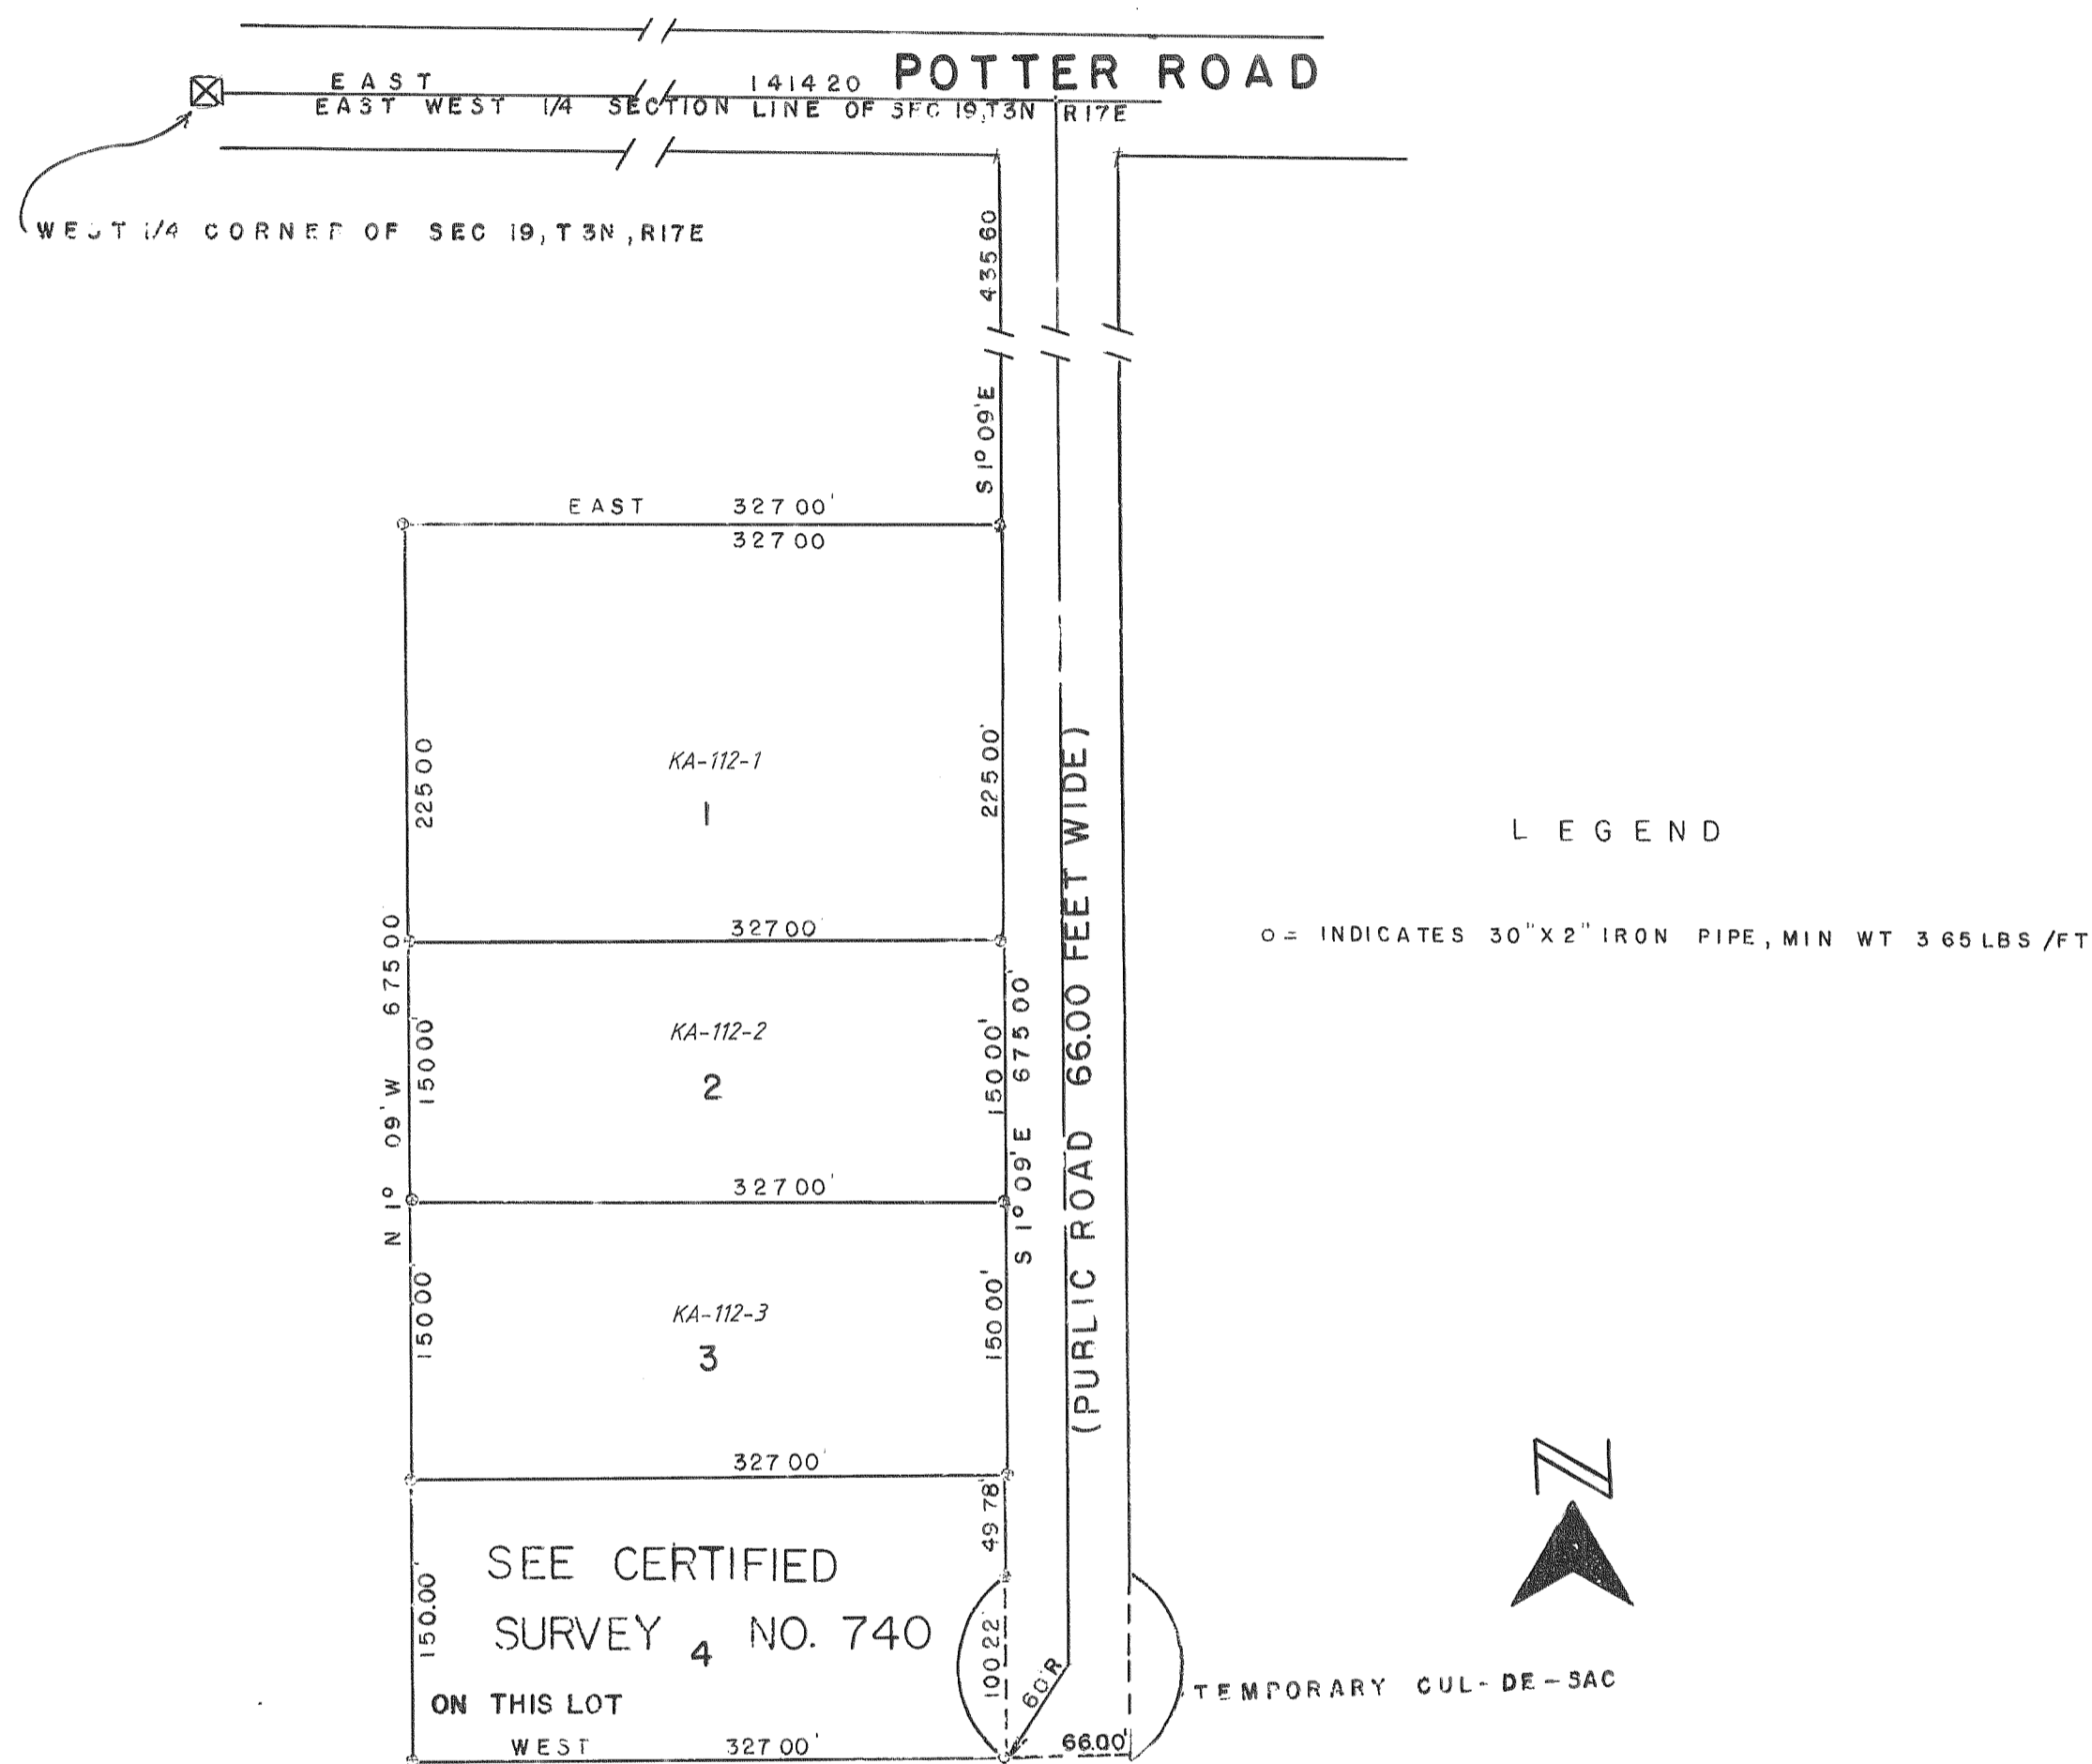 POTTER ROAD
EAST 1414 20
EAST WEST 1/4 SECTION LINE OF SEC 19, T3N R17E
WEST 1/4 CORNER OF SEC 19, T 3N, R17E
435 60
S 1° 09' E
EAST 327 00'
327 00
225 00
KA-112-1
1
225 00'
327 00'
N 1° 09' W 675 00'
150 00'
KA-112-2
2
150 00'
S 1° 09' E 675 00'
327 00'
(PUBLIC ROAD 66.00 FEET WIDE)
150 00'
KA-112-3
3
150 00'
327 00'
49 78'
SEE CERTIFIED
SURVEY NO. 740
4
ON THIS LOT
150.00'
100 22'
60' R
66.00'
WEST 327 00'
TEMPORARY CUL-DE-SAC
LEGEND
o = INDICATES 30" X 2" IRON PIPE, MIN WT 3 65 LBS /FT
N